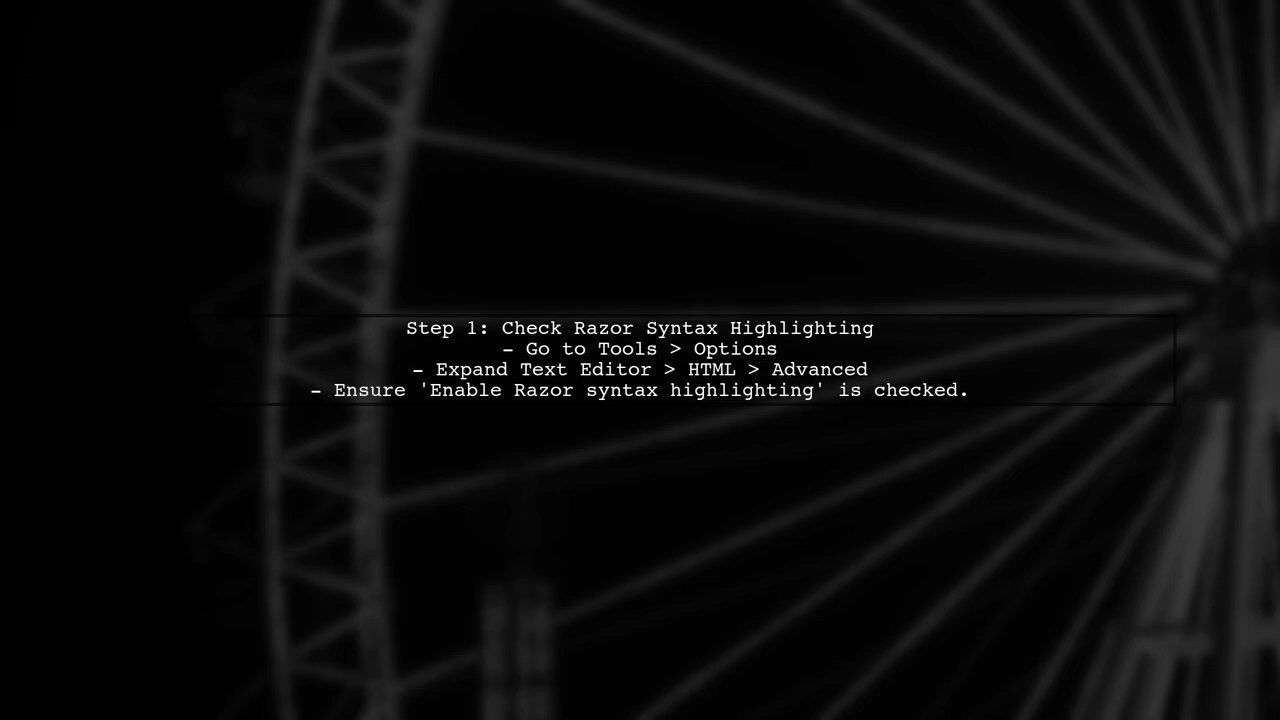 Step 1: Check Razor Syntax Highlighting
- Go to Tools > Options
- Expand Text Editor > HTML > Advanced
- Ensure 'Enable Razor syntax highlighting' is checked.